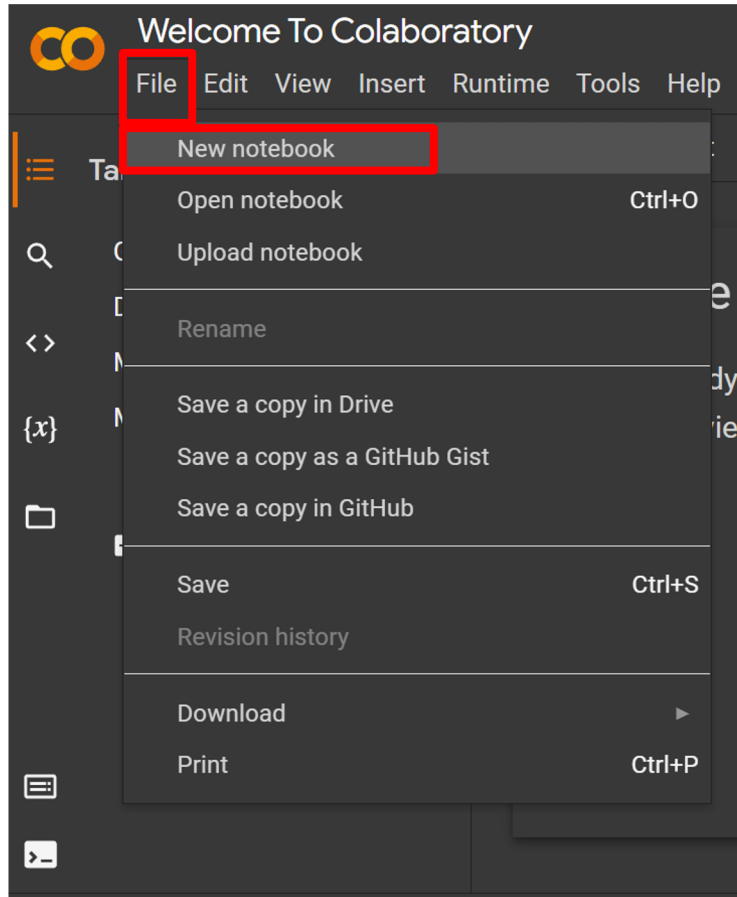 Welcome To Colaboratory
File Edit View Insert Runtime Tools Help
New notebook
Open notebook Ctrl+O
Upload notebook
Rename
Save a copy in Drive
Save a copy as a GitHub Gist
Save a copy in GitHub
Save Ctrl+S
Revision history
Download
Print Ctrl+P
{x}